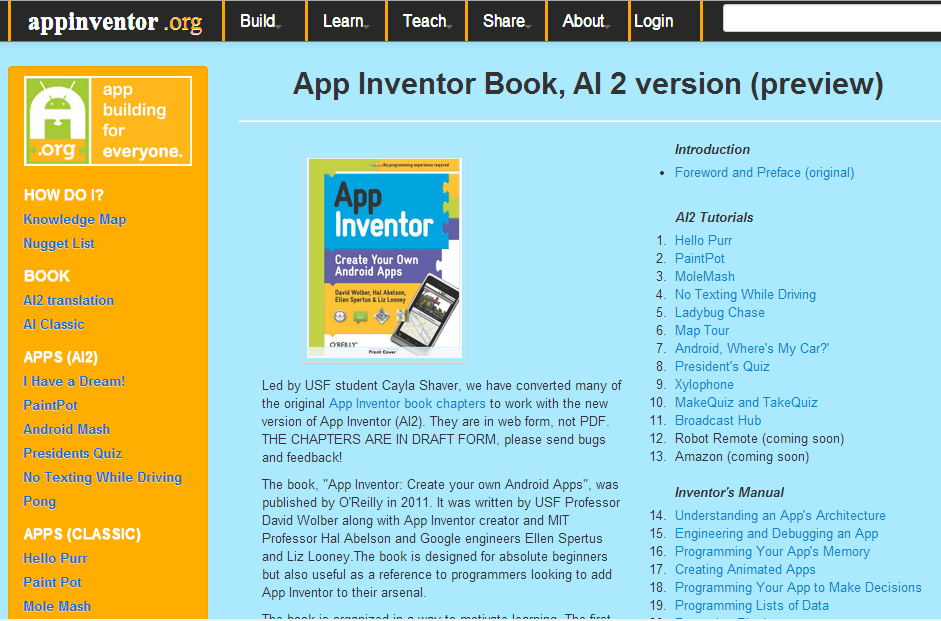 appinventor .org
Build
Learn
Teach
Share
About
Login
app
building
for
everyone.
.org
HOW DO I?
Knowledge Map
Nugget List
BOOK
AI2 translation
AI Classic
APPS (AI2)
I Have a Dream!
PaintPot
Android Mash
Presidents Quiz
No Texting While Driving
Pong
APPS (CLASSIC)
Hello Purr
Paint Pot
Mole Mash
App Inventor Book, AI 2 version (preview)
No programming experience required
App
Inventor
Create Your Own
Android Apps
David Wolber, Hal Abelson,
Ellen Spertus & Liz Looney
O'REILLY
Front Cover
Led by USF student Cayla Shaver, we have converted many of
the original App Inventor book chapters to work with the new
version of App Inventor (AI2). They are in web form, not PDF.
THE CHAPTERS ARE IN DRAFT FORM, please send bugs
and feedback!
The book, "App Inventor: Create your own Android Apps", was
published by O'Reilly in 2011. It was written by USF Professor
David Wolber along with App Inventor creator and MIT
Professor Hal Abelson and Google engineers Ellen Spertus
and Liz Looney.The book is designed for absolute beginners
but also useful as a reference to programmers looking to add
App Inventor to their arsenal.
The book is organized in a way to motivate learning. The first
Introduction
• Foreword and Preface (original)
AI2 Tutorials
1. Hello Purr
2. PaintPot
3. MoleMash
4. No Texting While Driving
5. Ladybug Chase
6. Map Tour
7. Android, Where's My Car?'
8. President's Quiz
9. Xylophone
10. MakeQuiz and TakeQuiz
11. Broadcast Hub
12. Robot Remote (coming soon)
13. Amazon (coming soon)
Inventor's Manual
14. Understanding an App's Architecture
15. Engineering and Debugging an App
16. Programming Your App's Memory
17. Creating Animated Apps
18. Programming Your App to Make Decisions
19. Programming Lists of Data